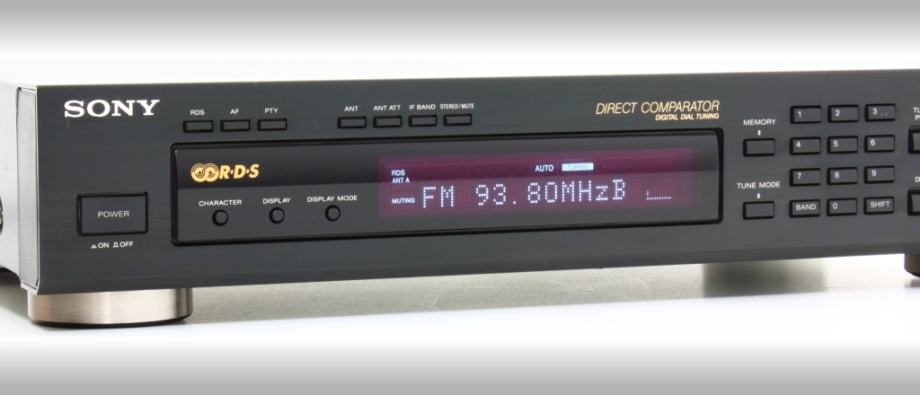 SONY
RDS AF PTY
ANT ANT ATT IF BAND STEREO/MUTE
DIRECT COMPARATOR
DIGITAL DIAL TUNING
R·D·S
CHARACTER DISPLAY DISPLAY MODE
RDS
ANT A
AUTO
MUTING FM 93.80MHzB
POWER
ON OFF
MEMORY
TUNE MODE
1 2 3
4 5 6
7 8 9
BAND 0 SHIFT